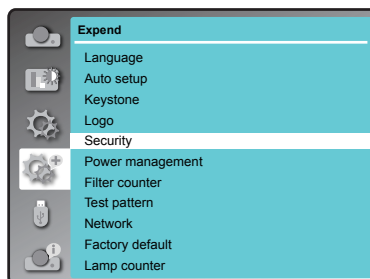 Expend
Language
Auto setup
Keystone
Logo
Security
Power management
Filter counter
Test pattern
Network
Factory default
Lamp counter